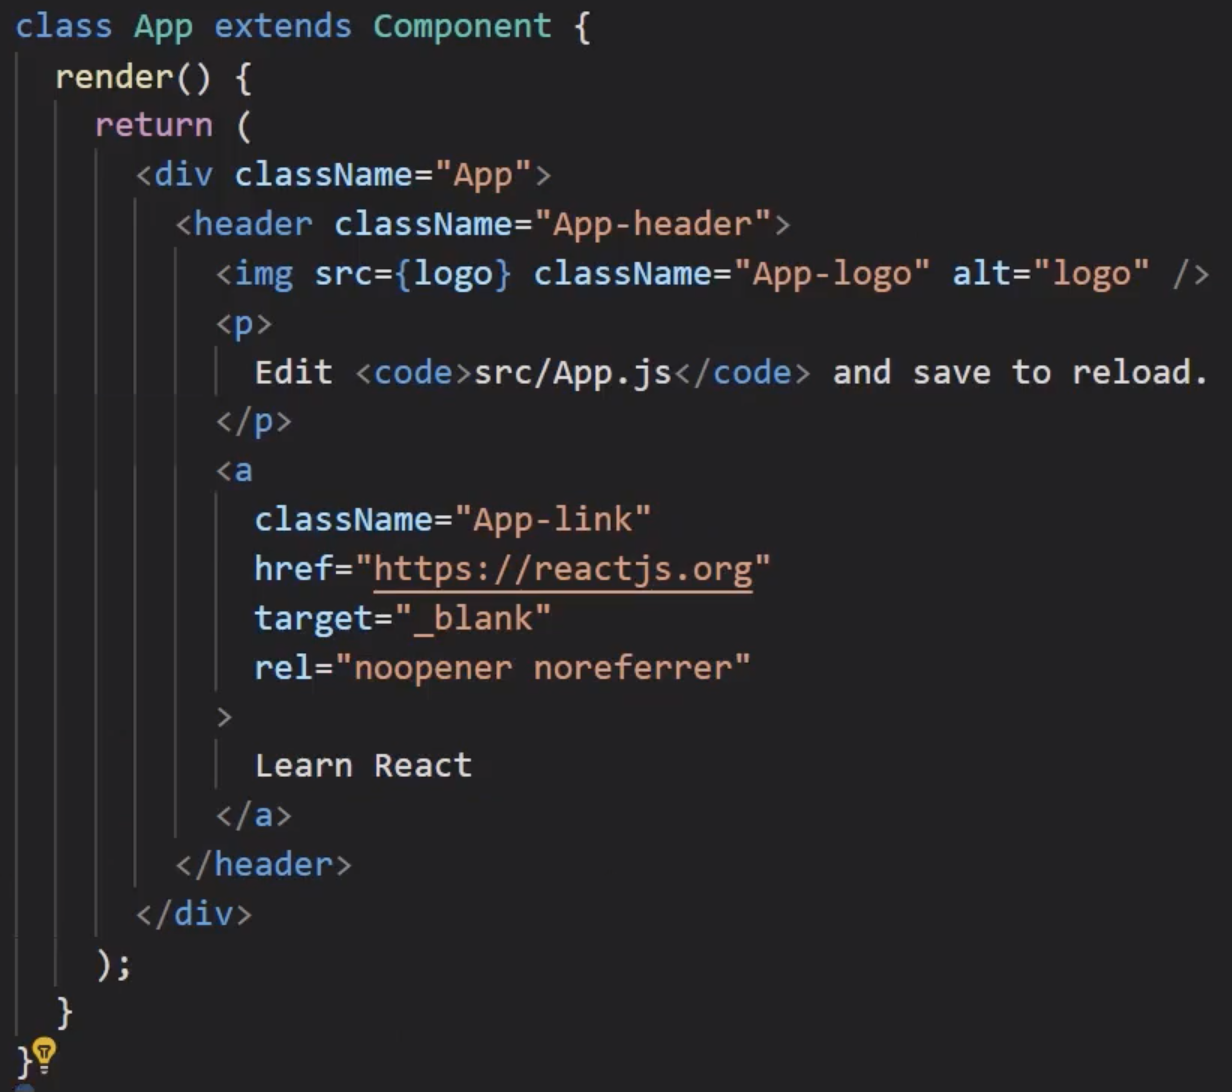 class App extends Component {
render() {
return (
<div className="App">
<header className="App-header">
<img src={logo} className="App-logo" alt="logo" />
<p>
Edit <code>src/App.js</code> and save to reload.
</p>
<a
className="App-link"
href="https://reactjs.org"
target="_blank"
rel="noopener noreferrer"
>
Learn React
</a>
</header>
</div>
);
}
}